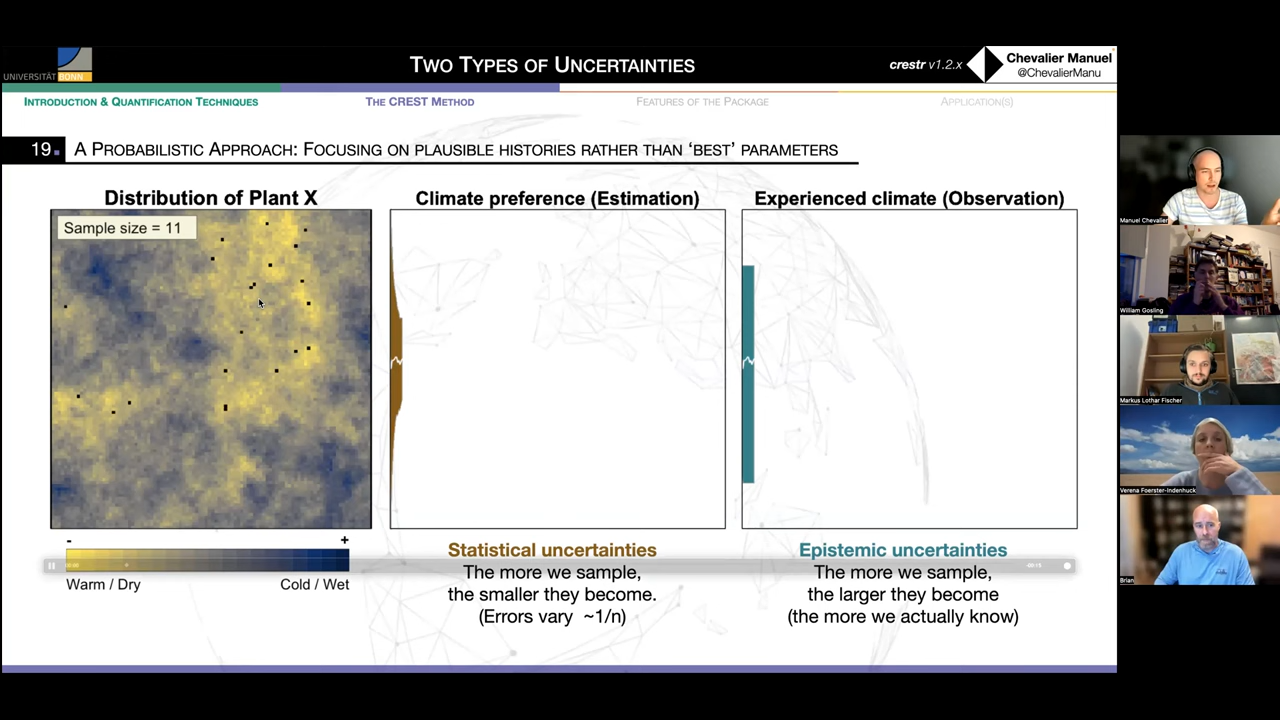 UNIVERSITÄT BONN
TWO TYPES OF UNCERTAINTIES
crestr v1.2.x
Chevalier Manuel
@ChevalierManu
INTRODUCTION & QUANTIFICATION TECHNIQUES
THE CREST METHOD
FEATURES OF THE PACKAGE
APPLICATION(S)
19. A PROBABILISTIC APPROACH: FOCUSING ON PLAUSIBLE HISTORIES RATHER THAN ‘BEST’ PARAMETERS
Distribution of Plant X
Sample size = 11
Climate preference (Estimation)
Experienced climate (Observation)
- +
Warm / Dry
Cold / Wet
Statistical uncertainties
The more we sample,
the smaller they become.
(Errors vary ~1/n)
Epistemic uncertainties
The more we sample,
the larger they become
(the more we actually know)
00:00
-00:15
Manuel Chevalier
William Gosling
Markus Lothar Fischer
Verena Foerster-Indenhuck
Brian